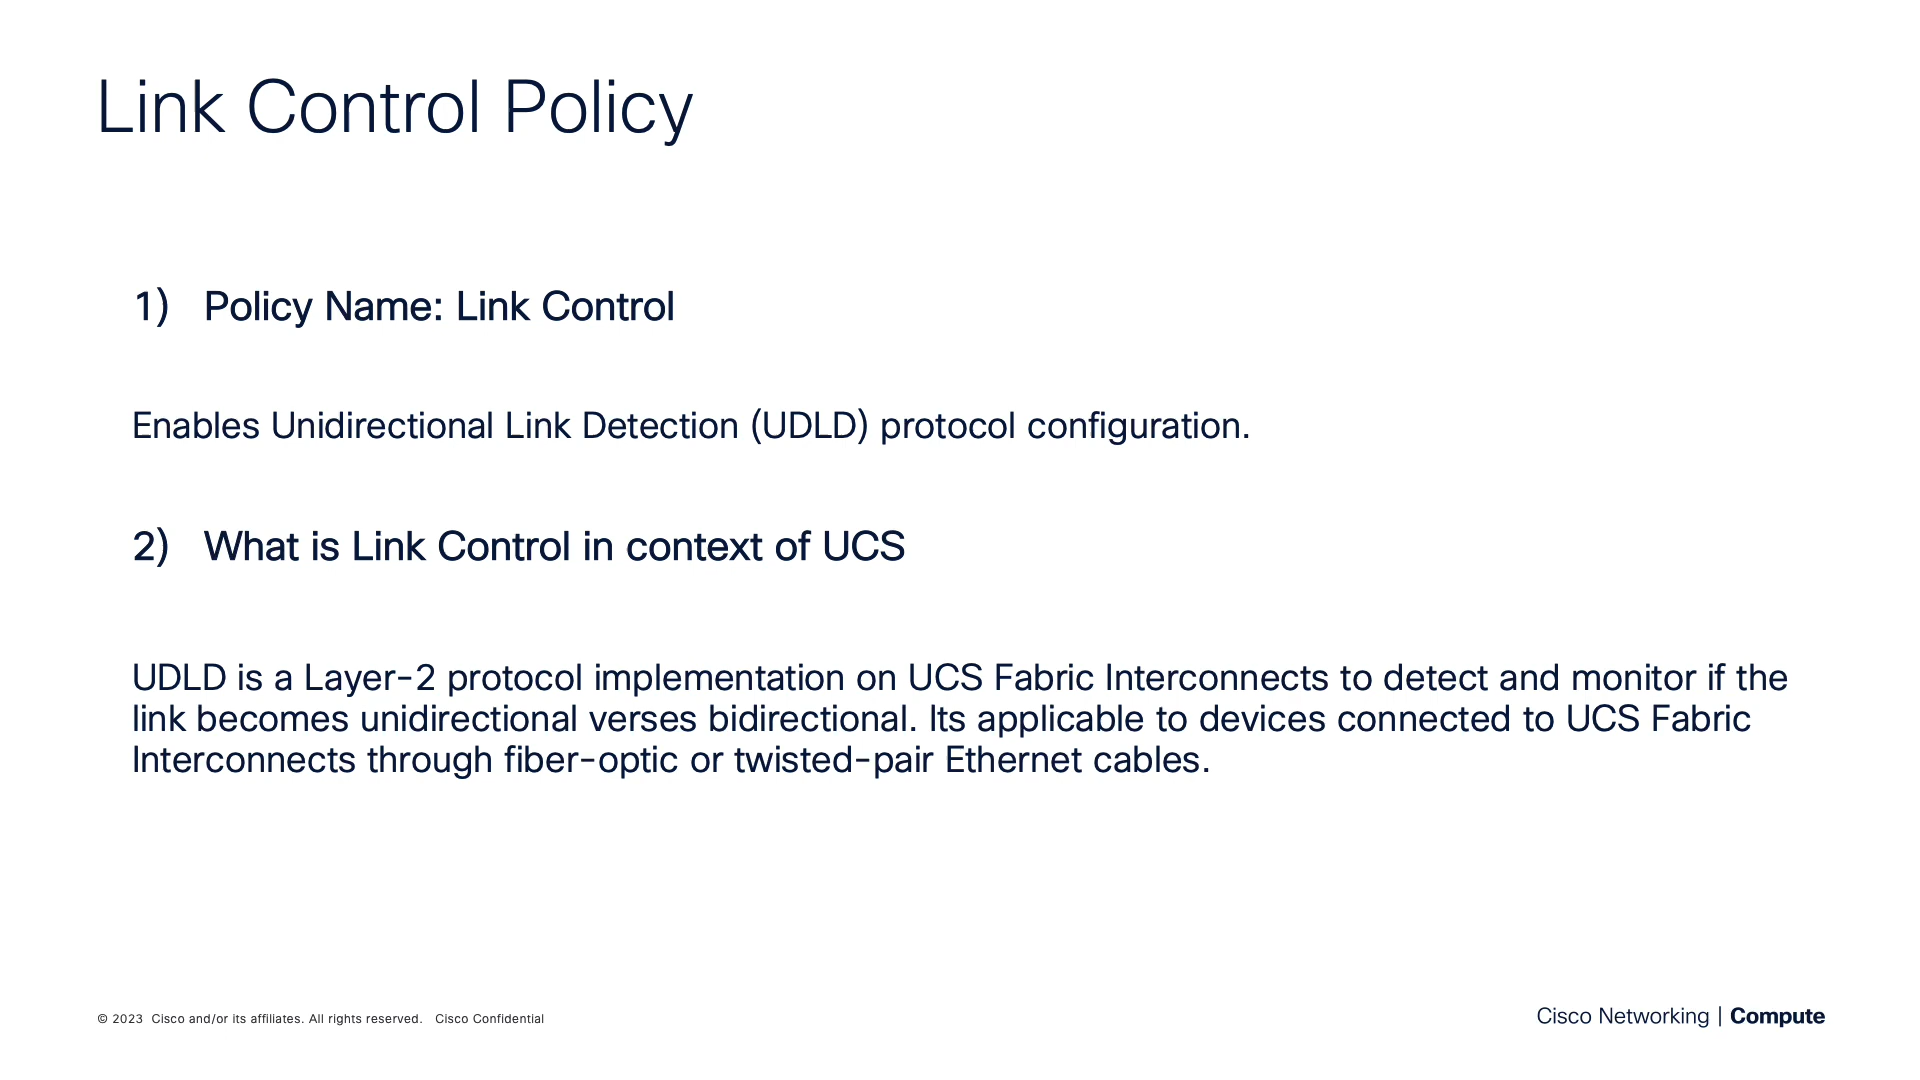 Link Control Policy
1) Policy Name: Link Control
Enables Unidirectional Link Detection (UDLD) protocol configuration.
2) What is Link Control in context of UCS
UDLD is a Layer-2 protocol implementation on UCS Fabric Interconnects to detect and monitor if the
link becomes unidirectional verses bidirectional. Its applicable to devices connected to UCS Fabric
Interconnects through fiber-optic or twisted-pair Ethernet cables.
© 2023 Cisco and/or its affiliates. All rights reserved. Cisco Confidential
Cisco Networking | Compute